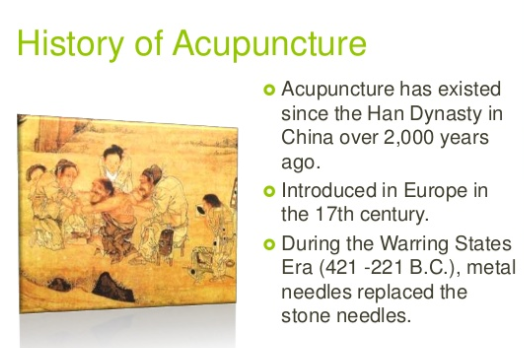 History of Acupuncture
Acupuncture has existed
since the Han Dynasty in
China over 2,000 years
ago.
Introduced in Europe in
the 17th century.
During the Warring States
Era (421 -221 B.C.), metal
needles replaced the
stone needles.